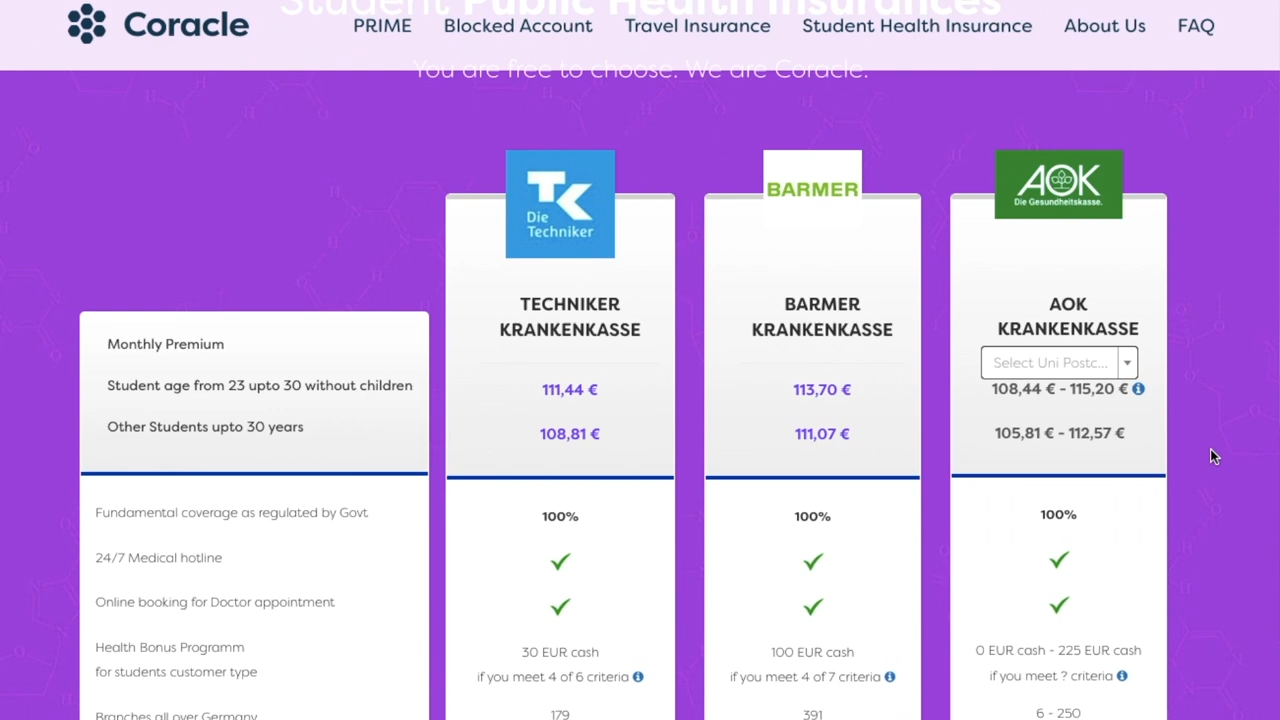 Student Public Health Insurances
Coracle
PRIME
Blocked Account
Travel Insurance
Student Health Insurance
About Us
FAQ
You are free to choose. We are Coracle.
TK
Die
Techniker
BARMER
AOK
Die Gesundheitskasse.
TECHNIKER
KRANKENKASSE
BARMER
KRANKENKASSE
AOK
KRANKENKASSE
Select Uni Postc...
Monthly Premium
Student age from 23 upto 30 without children
111,44 €
113,70 €
108,44 € - 115,20 €
Other Students upto 30 years
108,81 €
111,07 €
105,81 € - 112,57 €
Fundamental coverage as regulated by Govt
100%
100%
100%
24/7 Medical hotline
Online booking for Doctor appointment
Health Bonus Programm
for students customer type
30 EUR cash
if you meet 4 of 6 criteria
100 EUR cash
if you meet 4 of 7 criteria
0 EUR cash - 225 EUR cash
if you meet ? criteria
Branches all over Germany
179
391
6 - 250